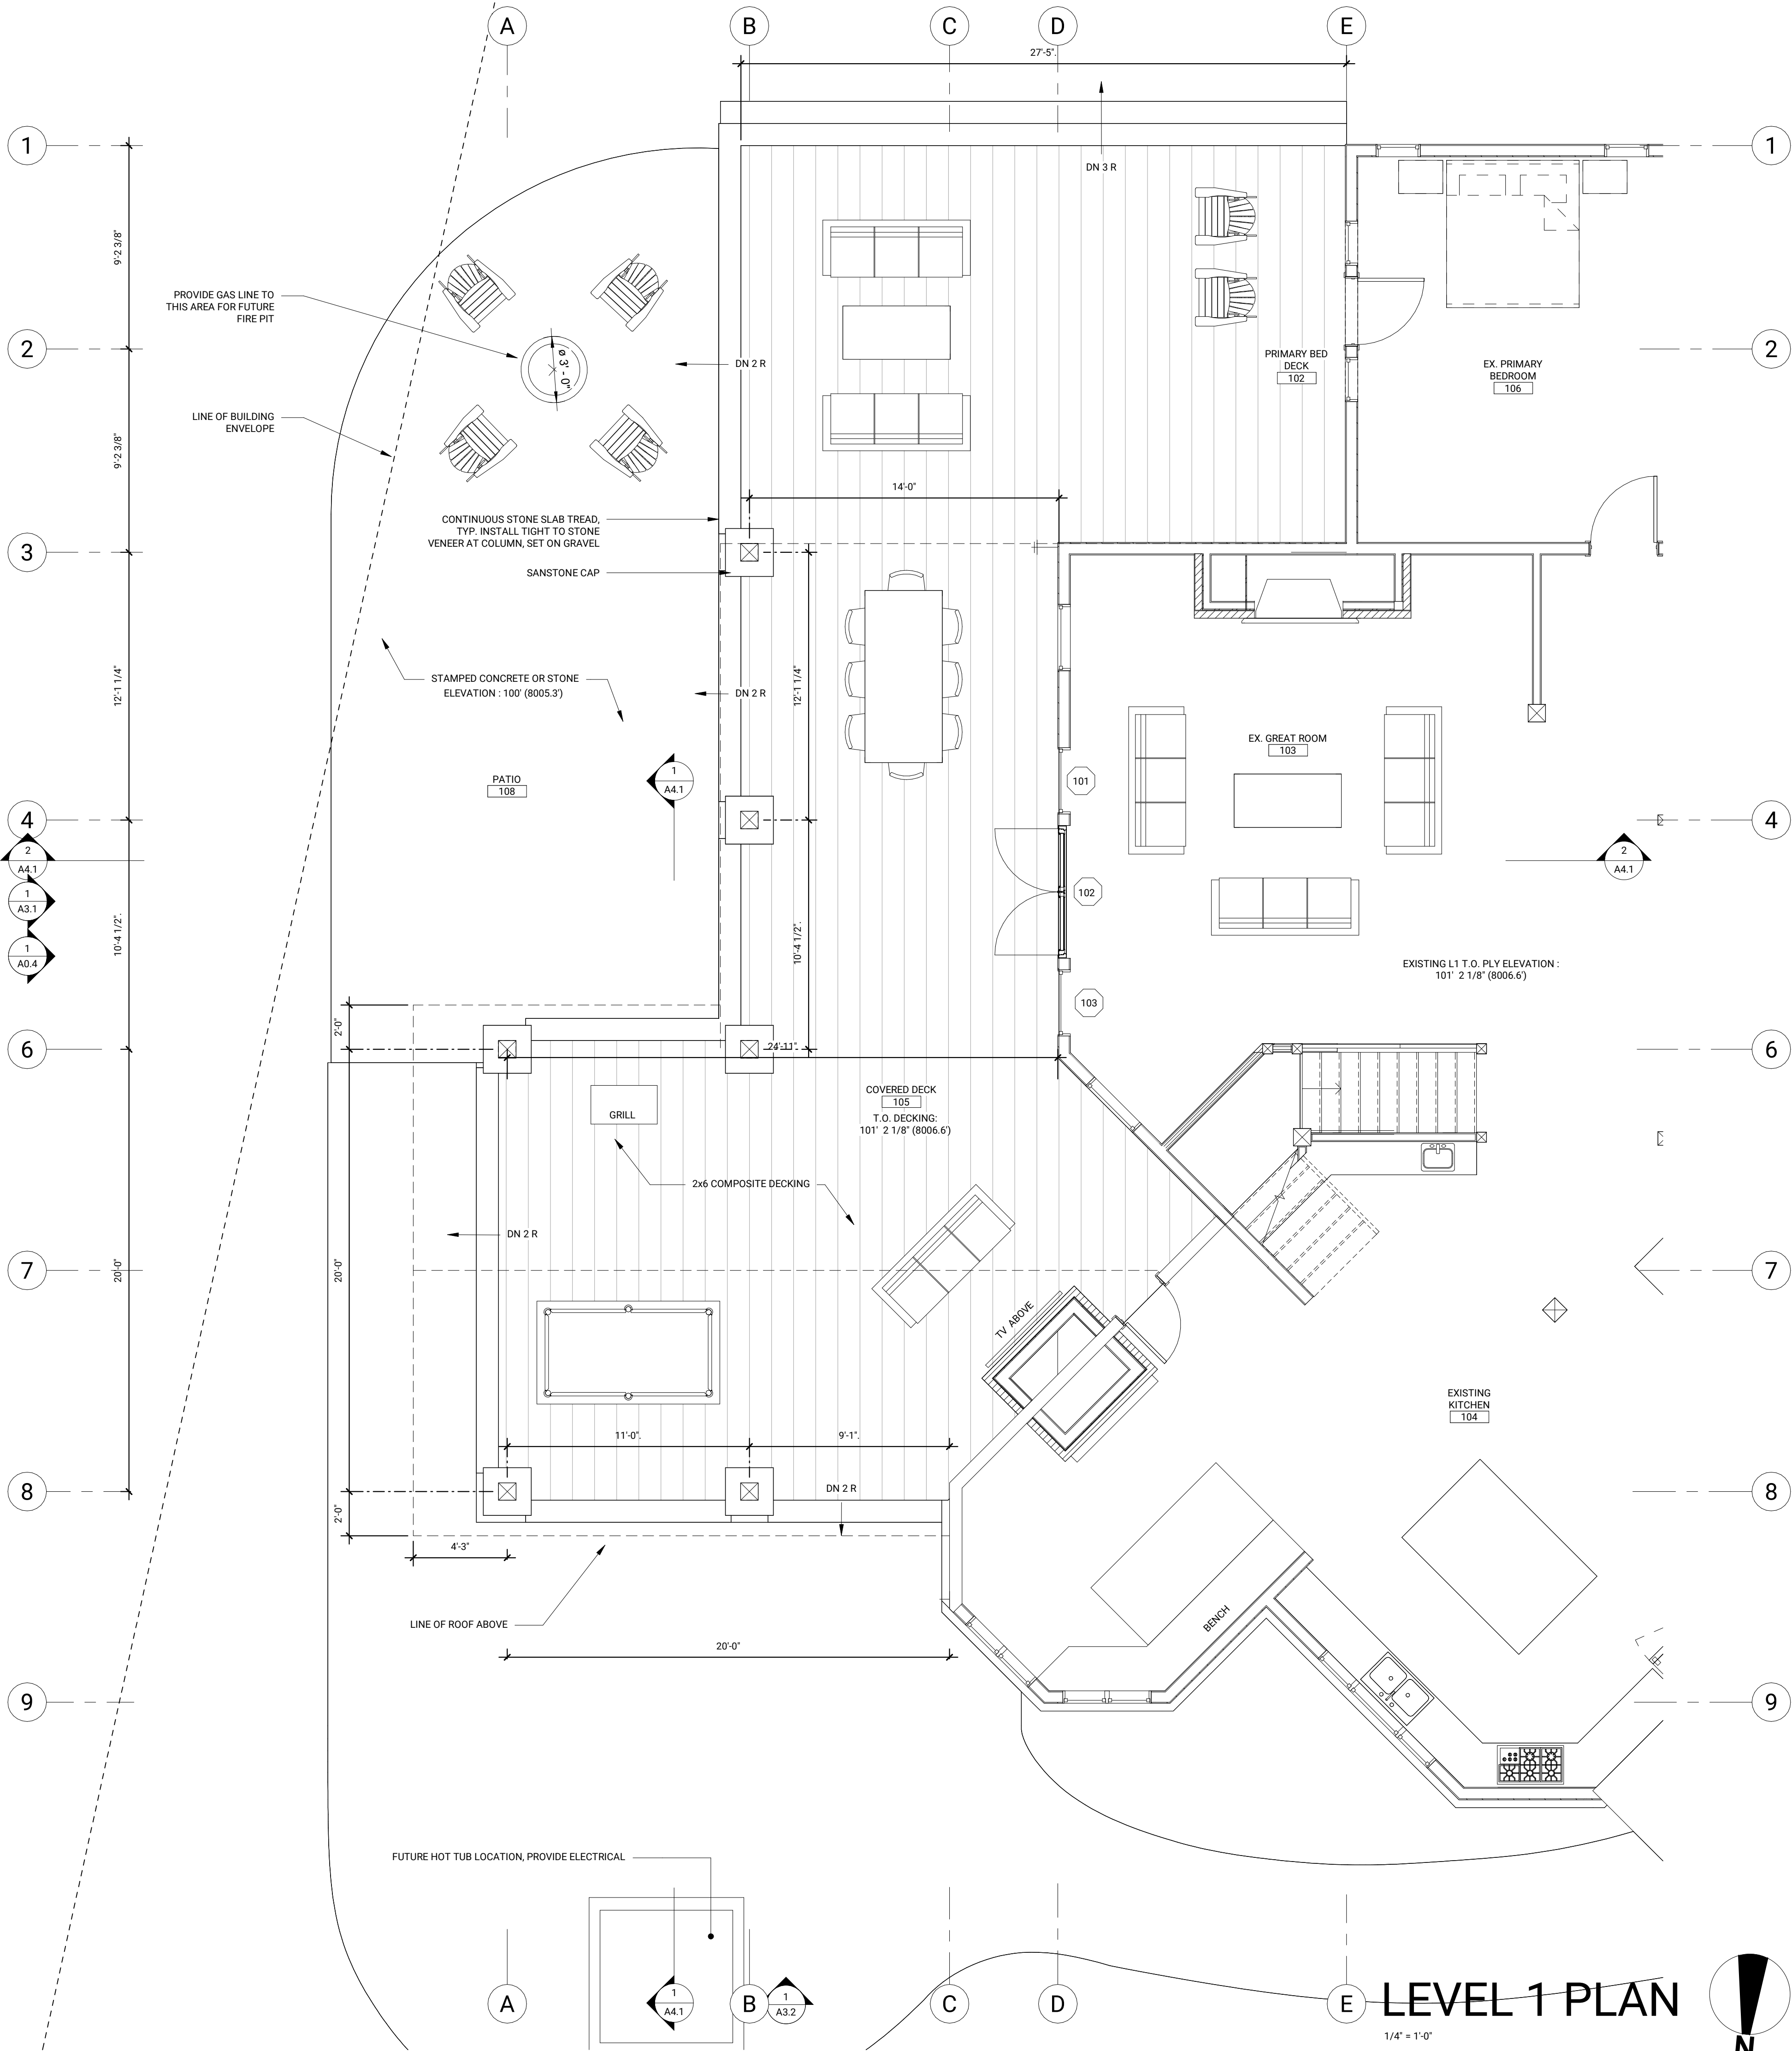 A
B
C
D
E
27'-5".
1
1
DN 3 R
9'-2 3/8"
PROVIDE GAS LINE TO
THIS AREA FOR FUTURE
FIRE PIT
2
2
ø 3' - 0"
DN 2 R
PRIMARY BED
DECK
102
EX. PRIMARY
BEDROOM
106
LINE OF BUILDING
ENVELOPE
9'-2 3/8"
14'-0"
CONTINUOUS STONE SLAB TREAD,
TYP. INSTALL TIGHT TO STONE
VENEER AT COLUMN, SET ON GRAVEL
3
3
SANSTONE CAP
12'-1 1/4"
STAMPED CONCRETE OR STONE
ELEVATION : 100' (8005.3')
DN 2 R
12'-1 1/4"
EX. GREAT ROOM
103
PATIO
108
1
A4.1
101
4
4
2
A4.1
2
A4.1
1
A3.1
102
1
A0.4
10'-4 1/2".
10'-4 1/2".
EXISTING L1 T.O. PLY ELEVATION :
101' 2 1/8" (8006.6')
103
2'-0"
6
6
24'-11"
COVERED DECK
105
T.O. DECKING:
101' 2 1/8" (8006.6')
GRILL
2x6 COMPOSITE DECKING
DN 2 R
7
7
20'-0"
20'-0"
TV ABOVE
EXISTING
KITCHEN
104
11'-0".
9'-1".
8
8
DN 2 R
2'-0"
4'-3"
LINE OF ROOF ABOVE
BENCH
20'-0"
9
9
FUTURE HOT TUB LOCATION, PROVIDE ELECTRICAL
A
1
A4.1
B
1
A3.2
C
D
E
LEVEL 1 PLAN
1/4" = 1'-0"
N